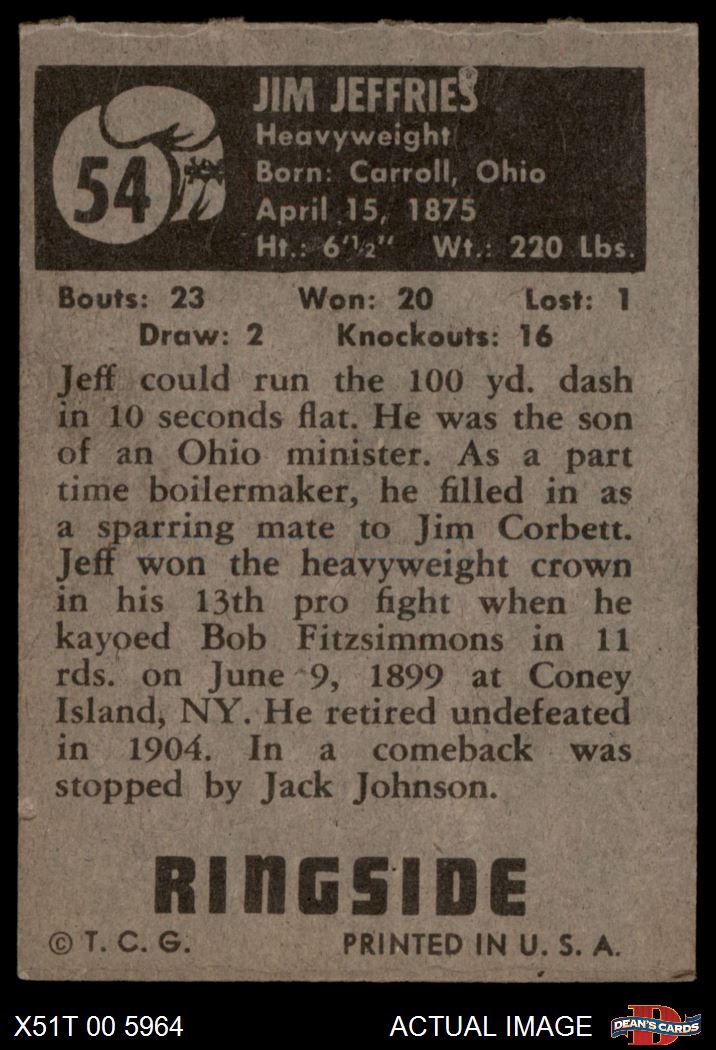 54
JIM JEFFRIES
Heavyweight
Born: Carroll, Ohio
April 15, 1875
Ht.: 6'½" Wt.: 220 Lbs.
Bouts: 23 Won: 20 Lost: 1
Draw: 2 Knockouts: 16
Jeff could run the 100 yd. dash
in 10 seconds flat. He was the son
of an Ohio minister. As a part
time boilermaker, he filled in as
a sparring mate to Jim Corbett.
Jeff won the heavyweight crown
in his 13th pro fight when he
kayoed Bob Fitzsimmons in 11
rds. on June 9, 1899 at Coney
Island, NY. He retired undefeated
in 1904. In a comeback was
stopped by Jack Johnson.
RINGSIDE
© T. C. G. PRINTED IN U. S. A.
X51T 00 5964 ACTUAL IMAGE D DEAN'S CARDS